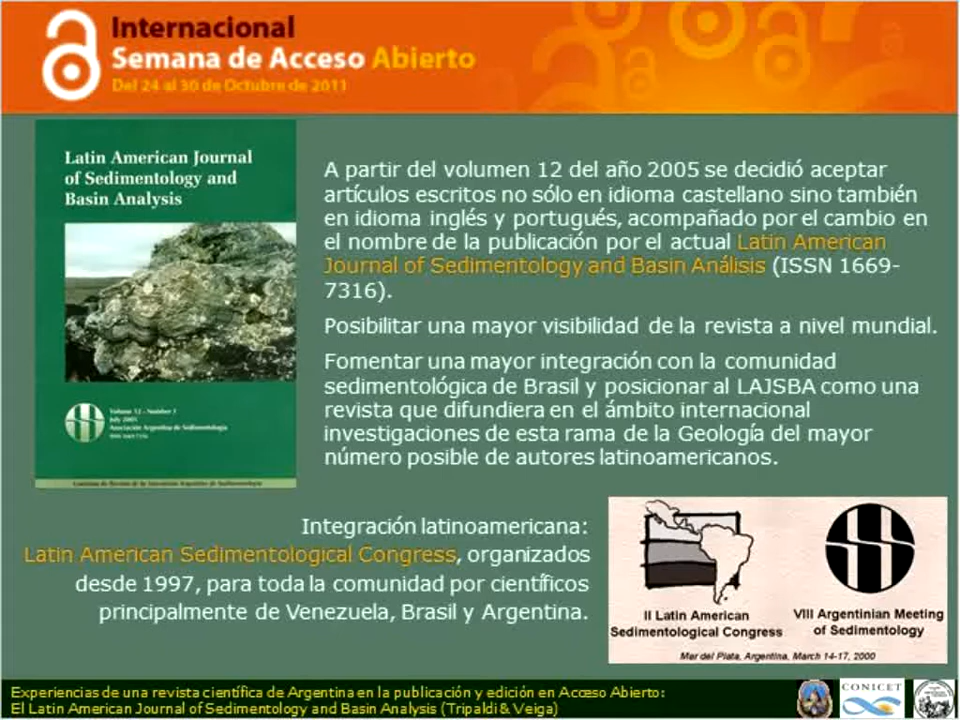 Internacional
Semana de Acceso Abierto
Del 24 al 30 de Octubre de 2011
Latin American Journal
of Sedimentology and
Basin Analysis
Volume 12 - Number 1
July 2005
Asociación Argentina de Sedimentología
A partir del volumen 12 del año 2005 se decidió aceptar
artículos escritos no sólo en idioma castellano sino también
en idioma inglés y portugués, acompañado por el cambio en
el nombre de la publicación por el actual Latin American
Journal of Sedimentology and Basin Análisis (ISSN 1669-
7316).
Posibilitar una mayor visibilidad de la revista a nivel mundial.
Fomentar una mayor integración con la comunidad
sedimentológica de Brasil y posicionar al LAJSBA como una
revista que difundiera en el ámbito internacional
investigaciones de esta rama de la Geología del mayor
número posible de autores latinoamericanos.
Integración latinoamericana:
Latin American Sedimentological Congress, organizados
desde 1997, para toda la comunidad por científicos
principalmente de Venezuela, Brasil y Argentina.
II Latin American
Sedimentological Congress
VIII Argentinian Meeting
of Sedimentology
Mar del Plata, Argentina, March 14-17, 2000
Experiencias de una revista científica de Argentina en la publicación y edición en Acceso Abierto:
El Latin American Journal of Sedimentology and Basin Analysis (Tripaldi & Veiga)
CONICET